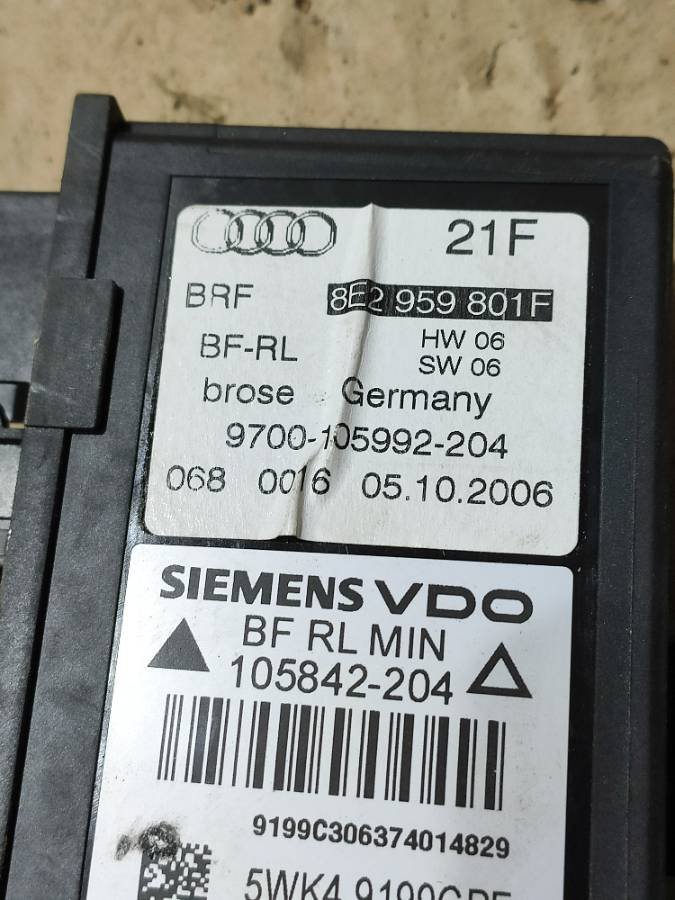 21F
BRF 8E2 959 801F
BF-RL HW 06
SW 06
brose Germany
9700-105992-204
068 0016 05.10.2006
SIEMENS VDO
BF RL MIN
105842-204
9199C306374014829
5WK4